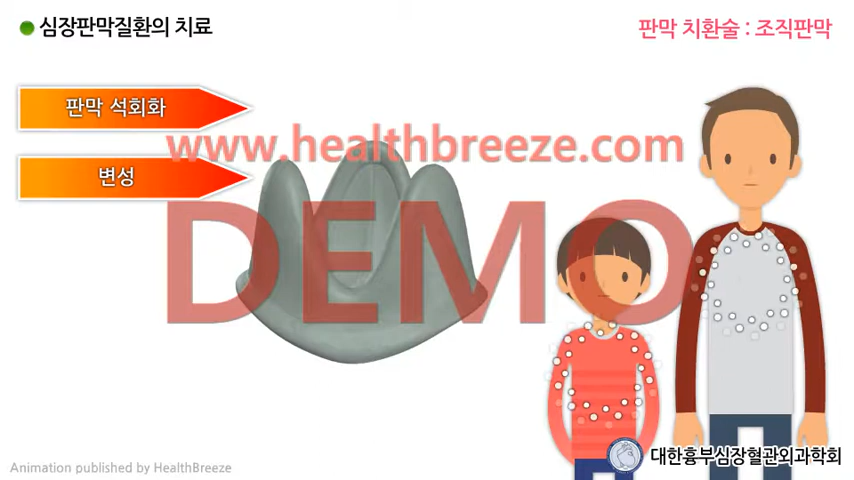 심장판막질환의 치료
판막 치환술 : 조직판막
판막 석회화
www.healthbreeze.com
변성
DEMO
대한흉부심장혈관외과학회
Animation published by HealthBreeze